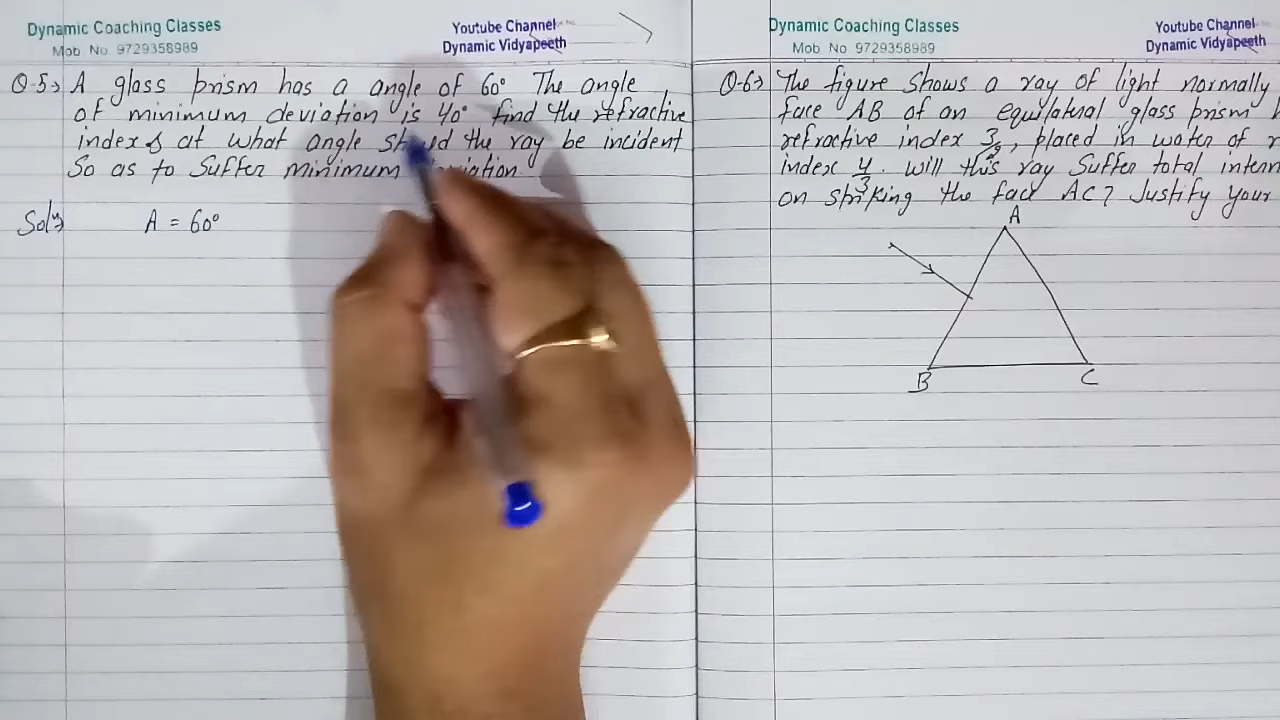 Dynamic Coaching Classes
Mob No 9729358989
Youtube Channel
Dynamic Vidyapeeth
Q.5> A glass prism has a angle of 60° The angle
of minimum deviation is 40° find the refractive
index & at what angle the ray be incident
So as to Suffer minimum
Sol> A = 60°
Dynamic Coaching Classes
Mob No 9729358989
Youtube Channel
Dynamic Vidyapeeth
Q.6> The figure shows a ray of light normally
face AB of an equilateral glass prism
refractive index 3/2, placed in water of
index 4/3. will this ray Suffer total
on striking the face AC? Justify your
A
B
C